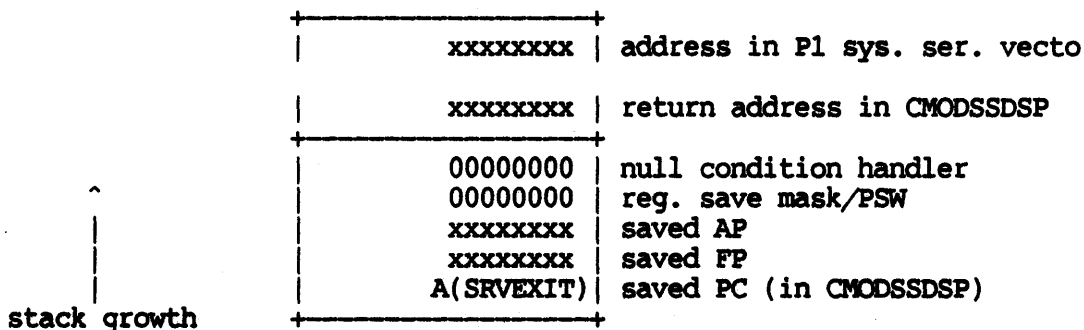 xxxxxxxx address in P1 sys. ser. vecto
xxxxxxxx return address in CMODSSDSP
00000000 null condition handler
00000000 reg. save mask/PSW
xxxxxxxx saved AP
xxxxxxxx saved FP
A(SRVEXIT) saved PC (in CMODSSDSP)
stack growth